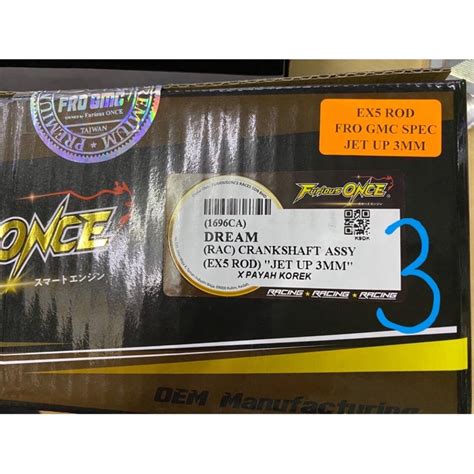 FRO GMC
PREMIUM
TAIWAN
EX5 ROD
FRO GMC SPEC
JET UP 3MM
Furious ONCE
ONCE
スマートエンジン
(1696CA)
DREAM
(RAC) CRANKSHAFT ASSY
(EX5 ROD) "JET UP 3MM"
X PAYAH KOREK
RACING ★ RACING ★ RACING
3
OEM Manufacturing